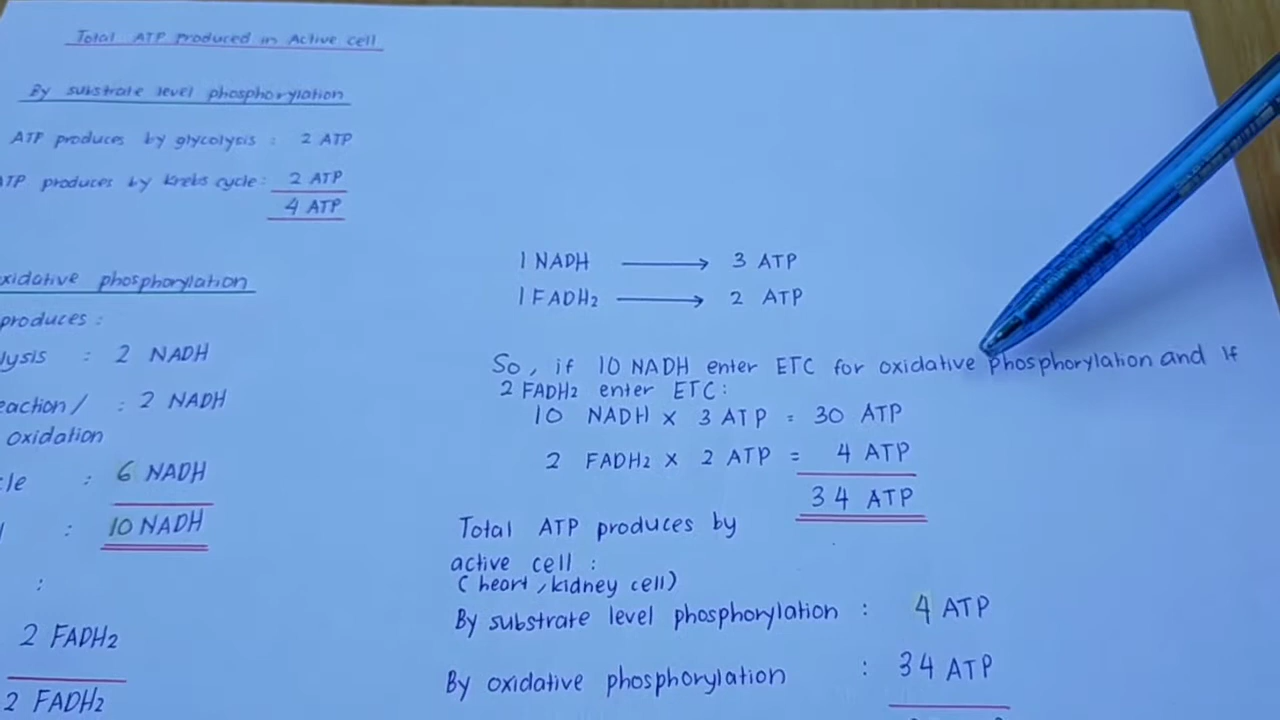 Total ATP produced in Active cell
By substrate level phosphorylation
ATP produces by glycolysis : 2 ATP
ATP produces by Krebs cycle : 2 ATP
4 ATP
oxidative phosphorylation
produces :
lysis : 2 NADH
eaction / : 2 NADH
oxidation
cle : 6 NADH
: 10 NADH
:
2 FADH2
2 FADH2
1 NADH → 3 ATP
1 FADH2 → 2 ATP
So, if 10 NADH enter ETC for oxidative phosphorylation and if
2 FADH2 enter ETC :
10 NADH x 3 ATP = 30 ATP
2 FADH2 x 2 ATP = 4 ATP
34 ATP
Total ATP produces by
active cell :
(heart, kidney cell)
By substrate level phosphorylation : 4 ATP
By oxidative phosphorylation : 34 ATP